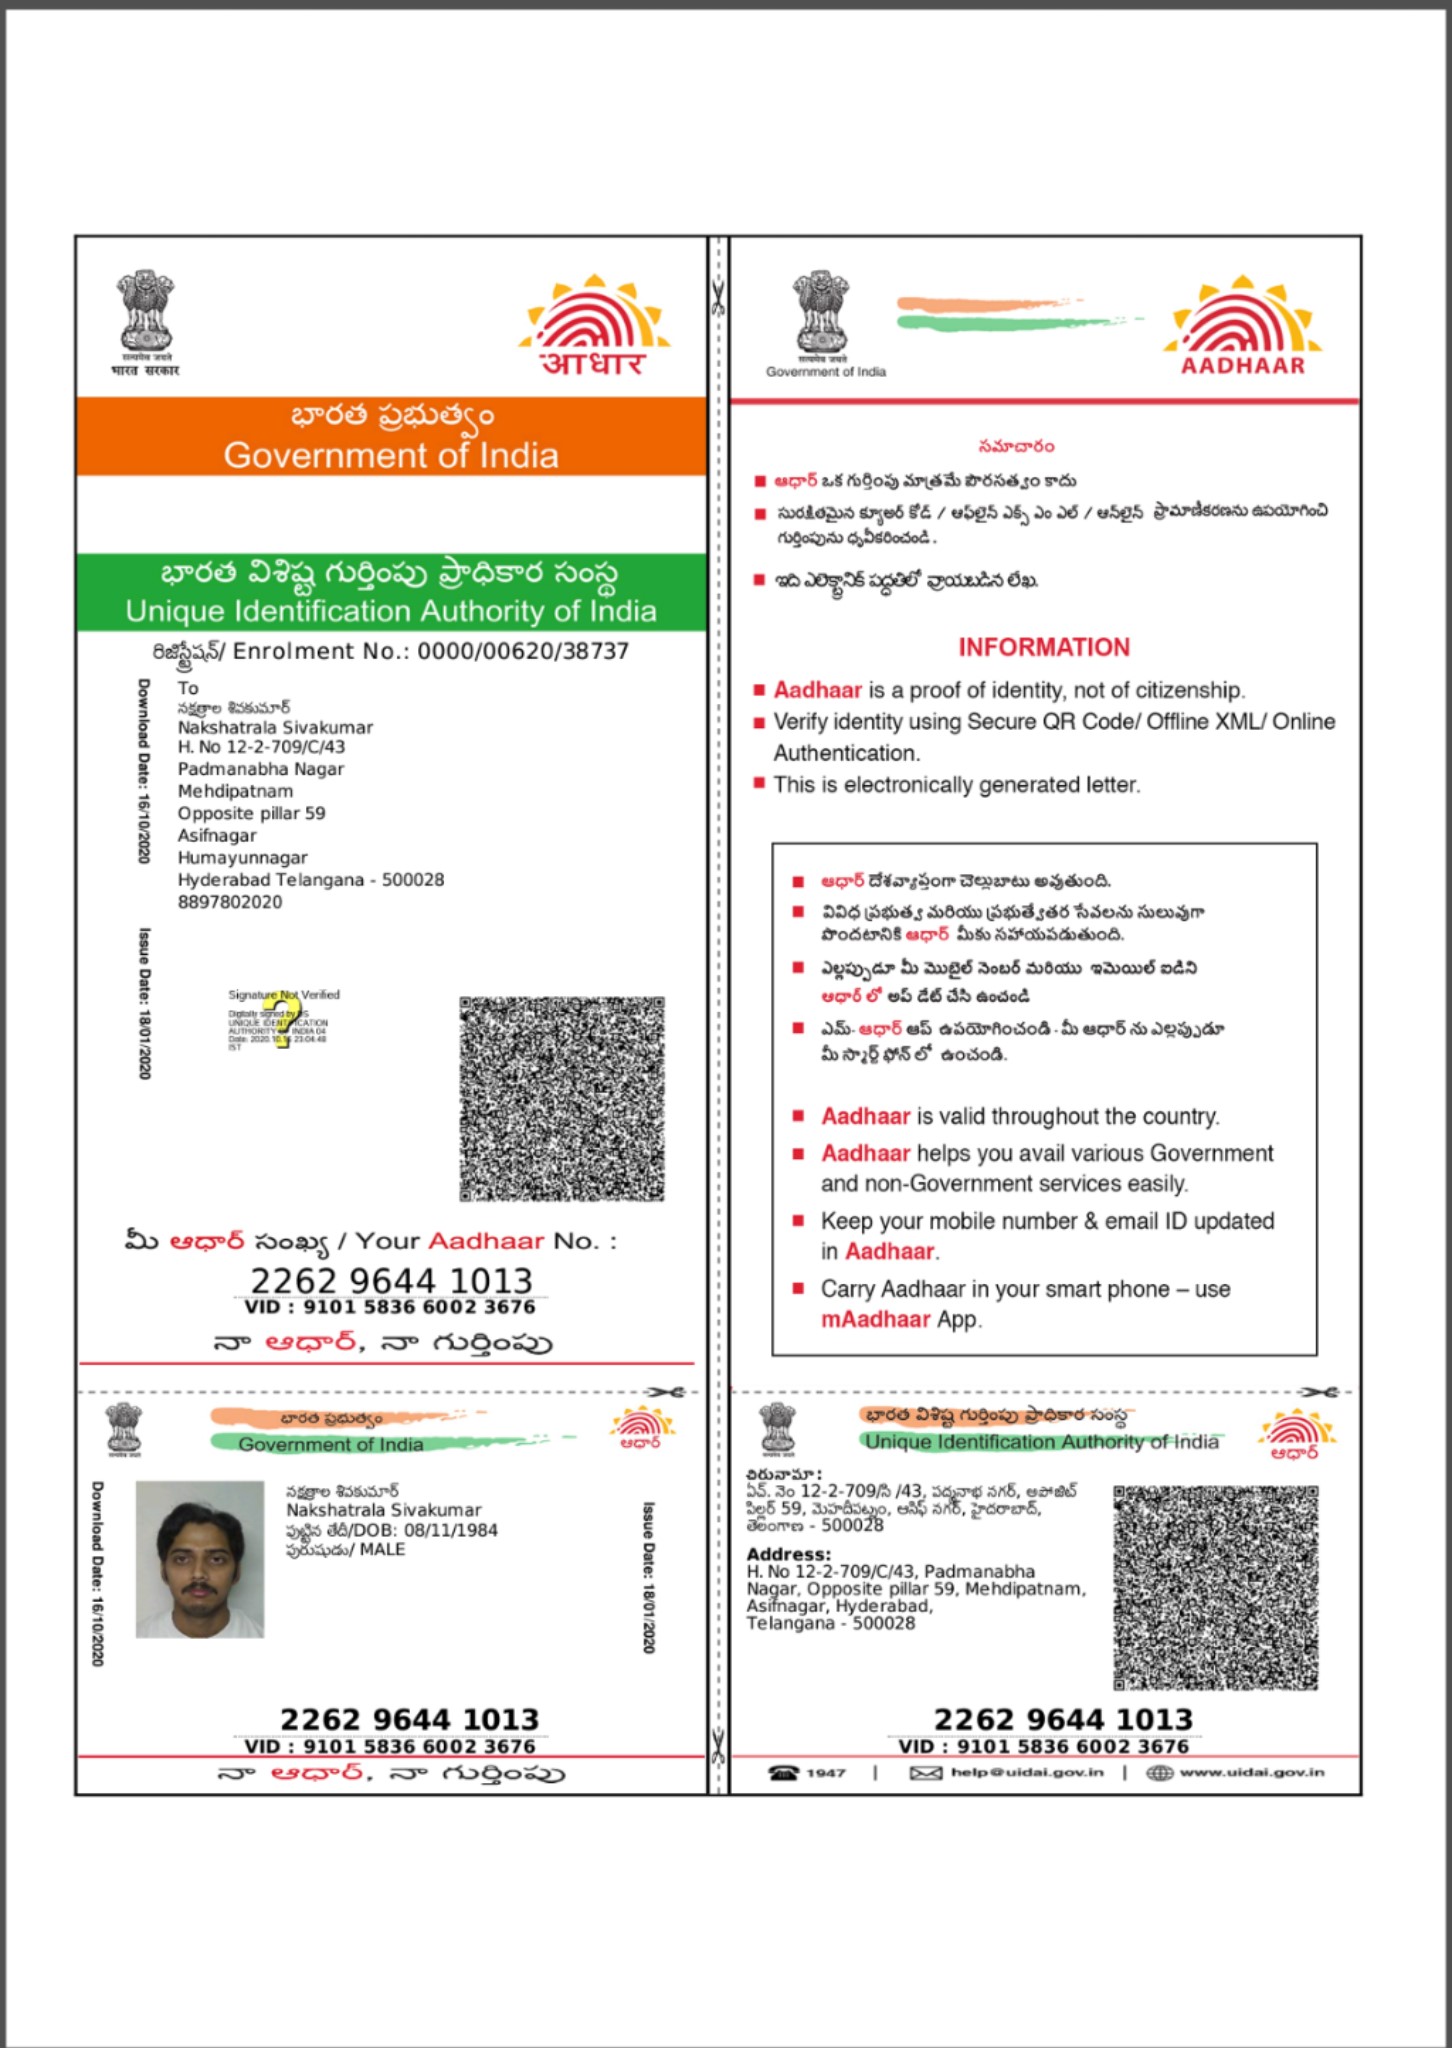 सत्यमेव जयते
भारत सरकार
आधार
భారత ప్రభుత్వం
Government of India
భారత విశిష్ట గుర్తింపు ప్రాధికార సంస్థ
Unique Identification Authority of India
రిజిస్ట్రేషన్/ Enrolment No.: 0000/00620/38737
Download Date: 16/10/2020
Issue Date: 18/01/2020
To
నక్షత్రాల శివకుమార్
Nakshatrala Sivakumar
H. No 12-2-709/C/43
Padmanabha Nagar
Mehdipatnam
Opposite pillar 59
Asifnagar
Humayunnagar
Hyderabad Telangana - 500028
8897802020
Signature Not Verified
Digitally signed by DS
UNIQUE IDENTIFICATION
AUTHORITY OF INDIA 04
Date: 2020.10.16 23:04:48
IST
మీ ఆధార్ సంఖ్య / Your Aadhaar No. :
2262 9644 1013
VID : 9101 5836 6002 3676
నా ఆధార్, నా గుర్తింపు
सत्यमेव जयते
Government of India
AADHAAR
సమాచారం
ఆధార్ ఒక గుర్తింపు మాత్రమే పౌరసత్వం కాదు
సురక్షితమైన క్యూఅర్ కోడ్ / ఆఫ్‌లైన్ ఎక్స్ ఎం ఎల్ / ఆన్‌లైన్ ప్రామాణీకరణను ఉపయోగించి
గుర్తింపును ధృవీకరించండి.
ఇది ఎలెక్ట్రానిక్ పద్ధతిలో వ్రాయబడిన లేఖ.
INFORMATION
Aadhaar is a proof of identity, not of citizenship.
Verify identity using Secure QR Code/ Offline XML/ Online
Authentication.
This is electronically generated letter.
ఆధార్ దేశవ్యాప్తంగా చెల్లుబాటు అవుతుంది.
వివిధ ప్రభుత్వ మరియు ప్రభుత్వేతర సేవలను సులువుగా
పొందటానికి ఆధార్ మీకు సహాయపడుతుంది.
ఎల్లప్పుడూ మీ మొబైల్ నెంబర్ మరియు ఇమెయిల్ ఐడిని
ఆధార్ లో అప్ డేట్ చేసి ఉంచండి
ఎమ్- ఆధార్ ఆప్ ఉపయోగించండి - మీ ఆధార్ ను ఎల్లప్పుడూ
మీ స్మార్ట్ ఫోన్ లో ఉంచండి.
Aadhaar is valid throughout the country.
Aadhaar helps you avail various Government
and non-Government services easily.
Keep your mobile number & email ID updated
in Aadhaar.
Carry Aadhaar in your smart phone – use
mAadhaar App.
భారత ప్రభుత్వం
Government of India
ఆధార్
Download Date: 16/10/2020
నక్షత్రాల శివకుమార్
Nakshatrala Sivakumar
పుట్టిన తేదీ/DOB: 08/11/1984
పురుషుడు/ MALE
Issue Date: 18/01/2020
2262 9644 1013
VID : 9101 5836 6002 3676
నా ఆధార్, నా గుర్తింపు
భారత విశిష్ట గుర్తింపు ప్రాధికార సంస్థ
Unique Identification Authority of India
ఆధార్
చిరునామా:
ఏచ్. నెం 12-2-709/సి /43, పద్మనాభ నగర్, అపోజిట్
పిల్లర్ 59, మెహదీపట్నం, ఆసిఫ్ నగర్, హైదరాబాద్,
తెలంగాణ - 500028
Address:
H. No 12-2-709/C/43, Padmanabha
Nagar, Opposite pillar 59, Mehdipatnam,
Asifnagar, Hyderabad,
Telangana - 500028
2262 9644 1013
VID : 9101 5836 6002 3676
1947 | help@uidai.gov.in | www.uidai.gov.in